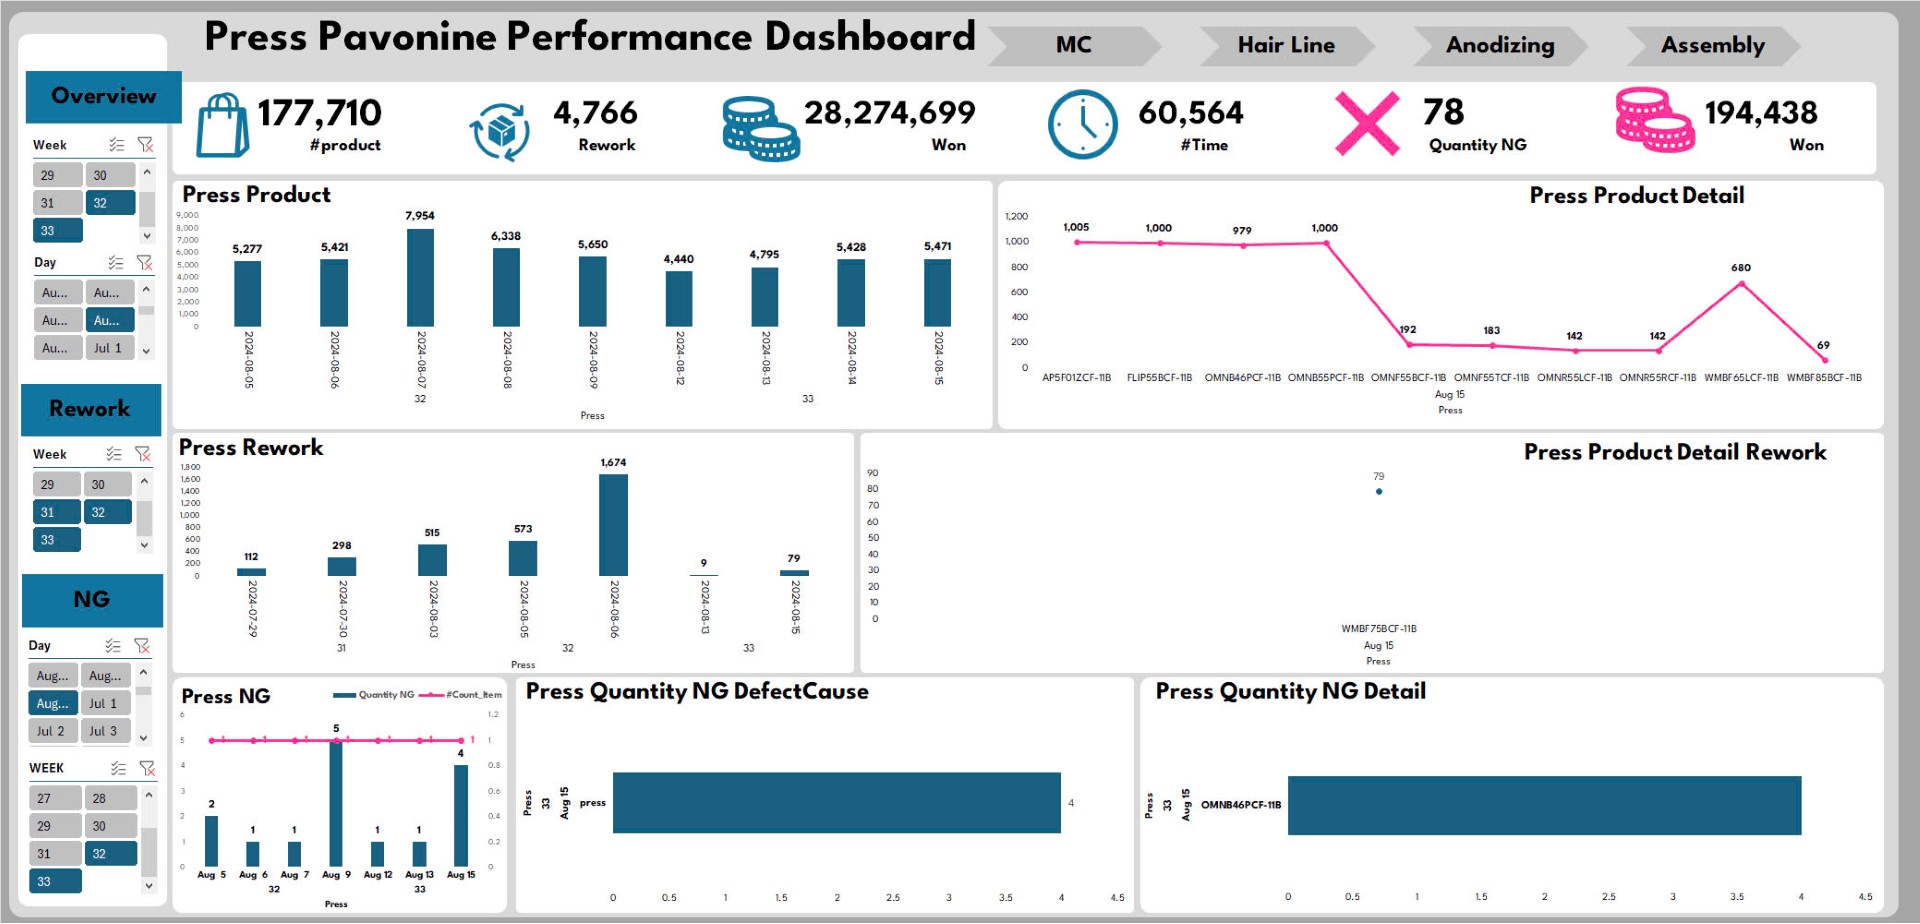 Press Pavonine Performance Dashboard
MC
Hair Line
Anodizing
Assembly
Overview
177,710
#product
4,766
Rework
28,274,699
Won
60,564
#Time
78
Quantity NG
194,438
Won
Week
29
30
31
32
33
Day
Au...
Au...
Au...
Au...
Au...
Jul 1
Rework
Week
29
30
31
32
33
NG
Day
Aug...
Aug...
Aug...
Jul 1
Jul 2
Jul 3
WEEK
27
28
29
30
31
32
33
Press Product
9,000
8,000
7,000
6,000
5,000
4,000
3,000
2,000
1,000
0
5,277
5,421
7,954
6,338
5,650
4,440
4,795
5,428
5,471
2024-08-05
2024-08-06
2024-08-07
2024-08-08
2024-08-09
2024-08-12
2024-08-13
2024-08-14
2024-08-15
32
33
Press
Press Product Detail
1,200
1,000
800
600
400
200
0
1,005
1,000
979
1,000
192
183
142
142
680
69
AP5F01ZCF-11B
FLIP55BCF-11B
OMNB46PCF-11B
OMNB55PCF-11B
OMNF55BCF-11B
OMNF55TCF-11B
OMNR55LCF-11B
OMNR55RCF-11B
WMBF65LCF-11B
WMBF85BCF-11B
Aug 15
Press
Press Rework
1,800
1,600
1,400
1,200
1,000
800
600
400
200
0
112
298
515
573
1,674
9
79
2024-07-29
2024-07-30
2024-08-03
2024-08-05
2024-08-06
2024-08-13
2024-08-15
31
32
33
Press
Press Product Detail Rework
90
80
70
60
50
40
30
20
10
0
79
WMBF75BCF-11B
Aug 15
Press
Press NG
Quantity NG
#Count_Item
6
5
4
3
2
1
0
1.2
1
0.8
0.6
0.4
0.2
0
1
1
1
1
1
1
1
2
1
1
5
1
1
4
Aug 5
Aug 6
Aug 7
Aug 9
Aug 12
Aug 13
Aug 15
32
33
Press
Press Quantity NG DefectCause
Press
33
Aug 15
press
4
0
0.5
1
1.5
2
2.5
3
3.5
4
4.5
Press Quantity NG Detail
Press
33
Aug 15
OMNB46PCF-11B
0
0.5
1
1.5
2
2.5
3
3.5
4
4.5